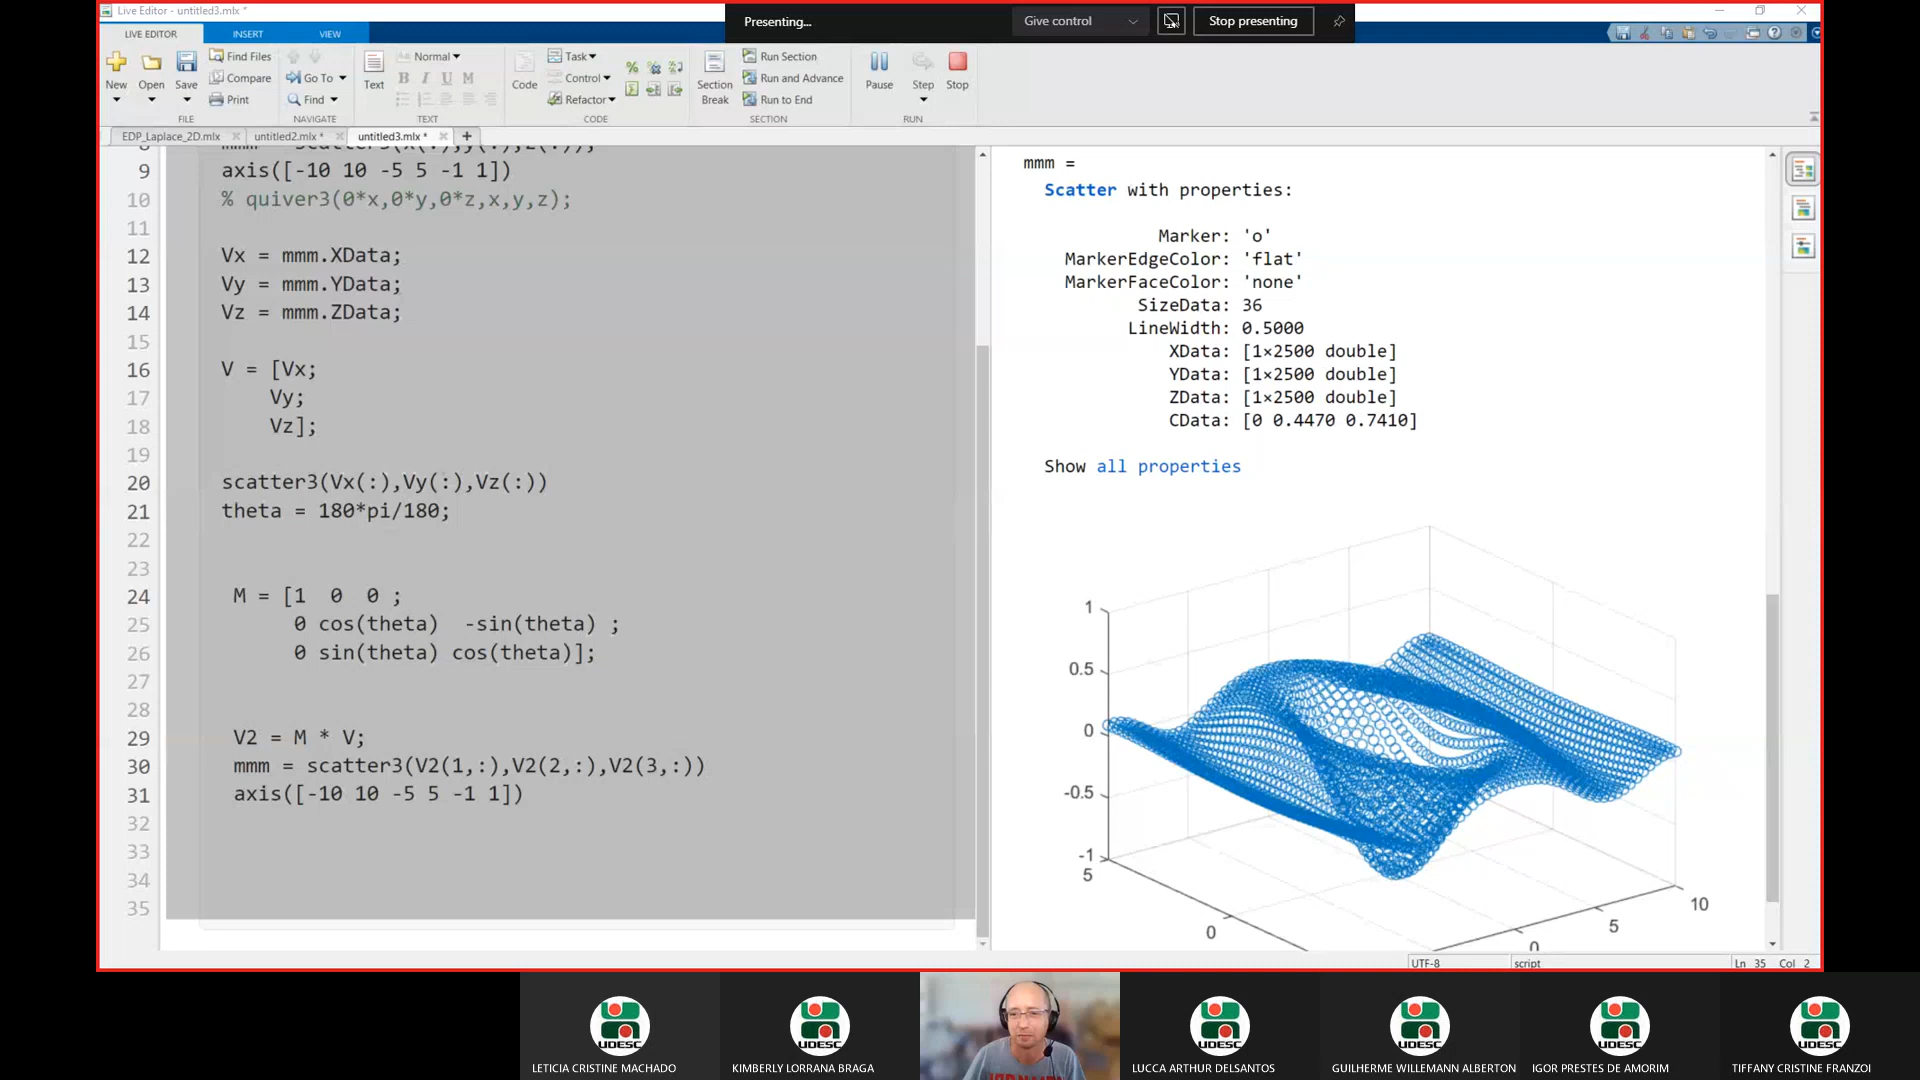 Live Editor - untitled3.mlx *
Presenting...
Give control
Stop presenting
LIVE EDITOR
INSERT
VIEW
New
Open
Save
Find Files
Compare
Print
FILE
Go To
Find
NAVIGATE
Text
Normal
B I U M
TEXT
Code
Task
Control
Refactor
CODE
Section
Break
Run Section
Run and Advance
Run to End
SECTION
Pause
Step
Stop
RUN
EDP_Laplace_2D.mlx
untitled2.mlx *
untitled3.mlx *
9 axis([-10 10 -5 5 -1 1])
10 % quiver3(0*x,0*y,0*z,x,y,z);
11
12 Vx = mmm.XData;
13 Vy = mmm.YData;
14 Vz = mmm.ZData;
15
16 V = [Vx;
17 Vy;
18 Vz];
19
20 scatter3(Vx(:),Vy(:),Vz(:))
21 theta = 180*pi/180;
22
23
24 M = [1 0 0 ;
25 0 cos(theta) -sin(theta) ;
26 0 sin(theta) cos(theta)];
27
28
29 V2 = M * V;
30 mmm = scatter3(V2(1,:),V2(2,:),V2(3,:))
31 axis([-10 10 -5 5 -1 1])
32
33
34
35
mmm =
Scatter with properties:
Marker: 'o'
MarkerEdgeColor: 'flat'
MarkerFaceColor: 'none'
SizeData: 36
LineWidth: 0.5000
XData: [1×2500 double]
YData: [1×2500 double]
ZData: [1×2500 double]
CData: [0 0.4470 0.7410]
Show all properties
1
0.5
0
-0.5
-1
5
0
10
5
0
UTF-8
script
Ln 35 Col 2
UDESC
LETICIA CRISTINE MACHADO
UDESC
KIMBERLY LORRANA BRAGA
UDESC
LUCCA ARTHUR DELSANTOS
UDESC
GUILHERME WILLEMANN ALBERTON
UDESC
IGOR PRESTES DE AMORIM
UDESC
TIFFANY CRISTINE FRANZOI